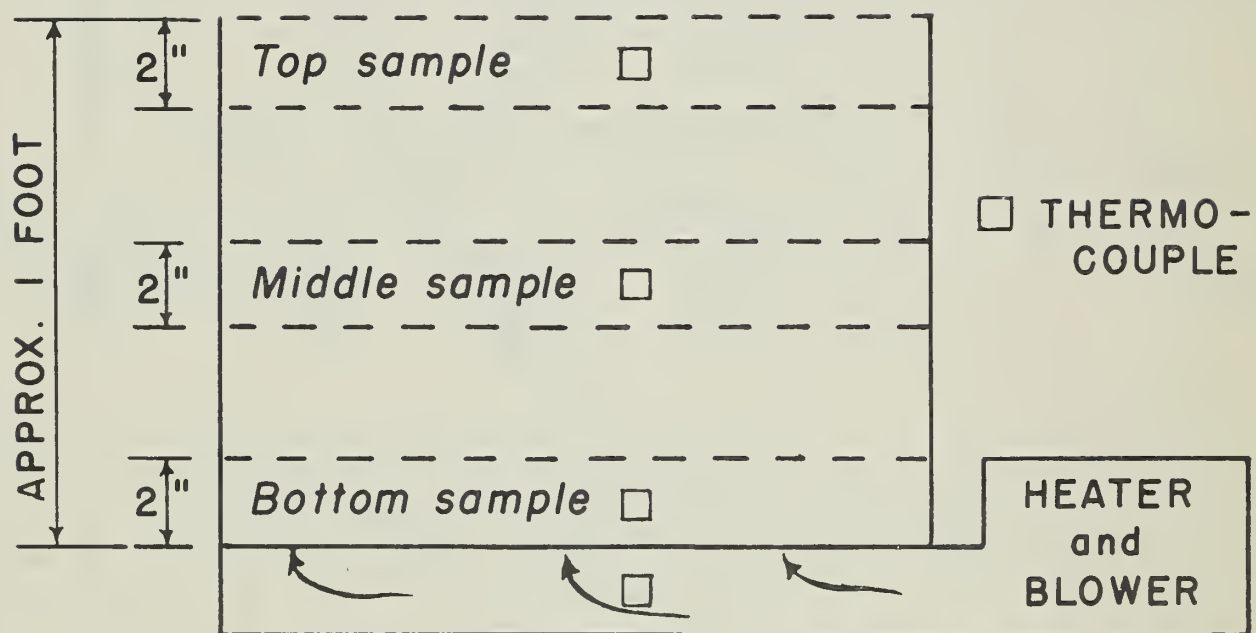 2"
Top sample
APPROX. 1 FOOT
THERMO-
COUPLE
2"
Middle sample
2"
Bottom sample
HEATER
and
BLOWER